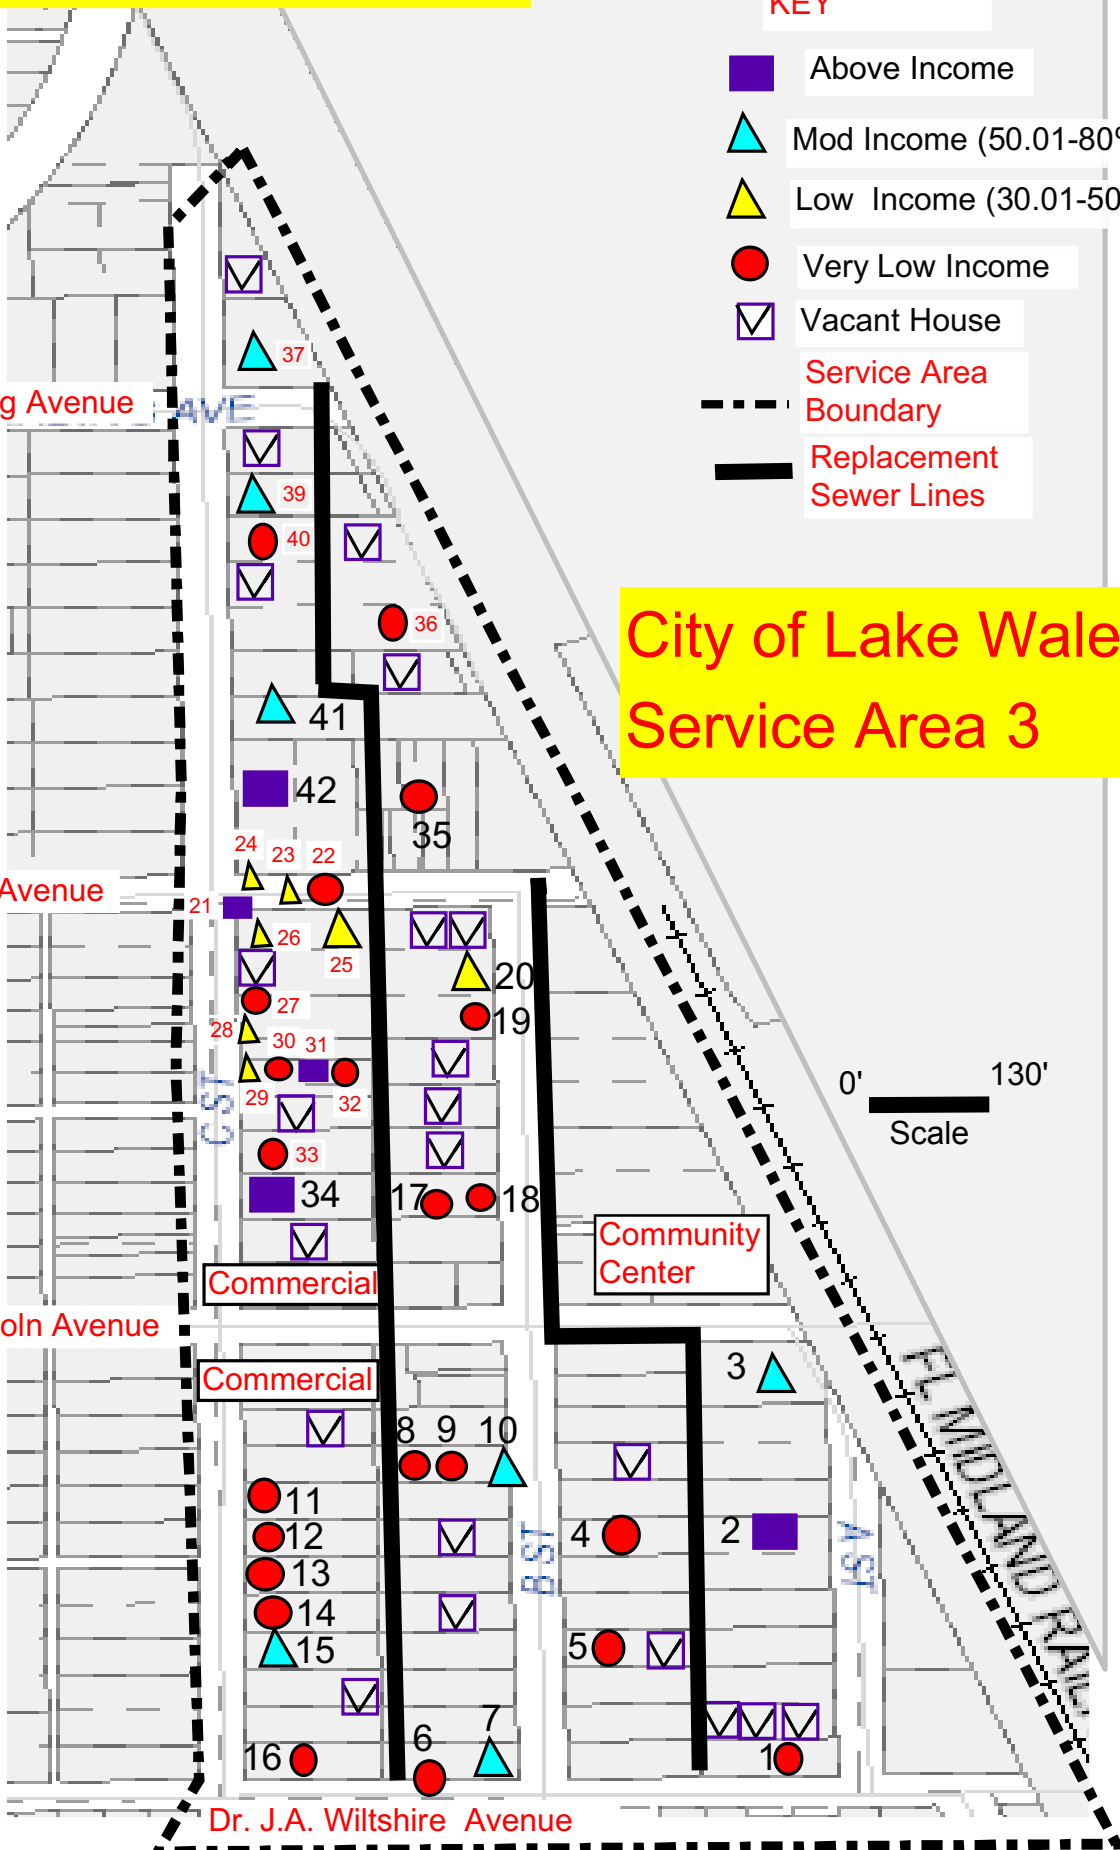 KEY
Above Income
Mod Income (50.01-80%
Low Income (30.01-50
Very Low Income
Vacant House
Service Area
Boundary
Replacement
Sewer Lines
City of Lake Wale
Service Area 3
37
g Avenue
AVE
39
40
36
41
42
35
24
23
22
Avenue
21
26
25
20
27
19
28
30
31
29
32
0'
130'
Scale
C ST
33
34
17
18
Community
Center
Commercial
oln Avenue
Commercial
3
8
9
10
11
12
13
14
15
4
2
B ST
A ST
FL MIDLAND RAIL
5
7
6
16
1
Dr. J.A. Wiltshire Avenue